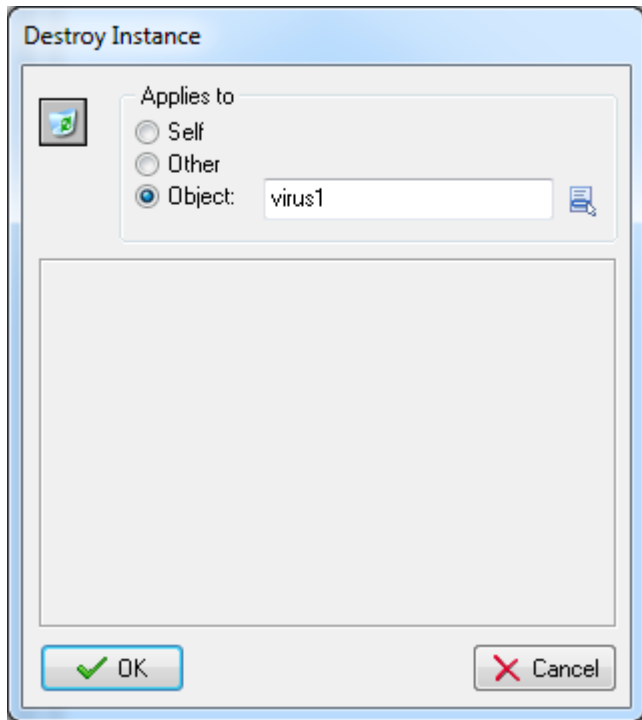 Destroy Instance
Applies to
Self
Other
Object: virus1
OK Cancel